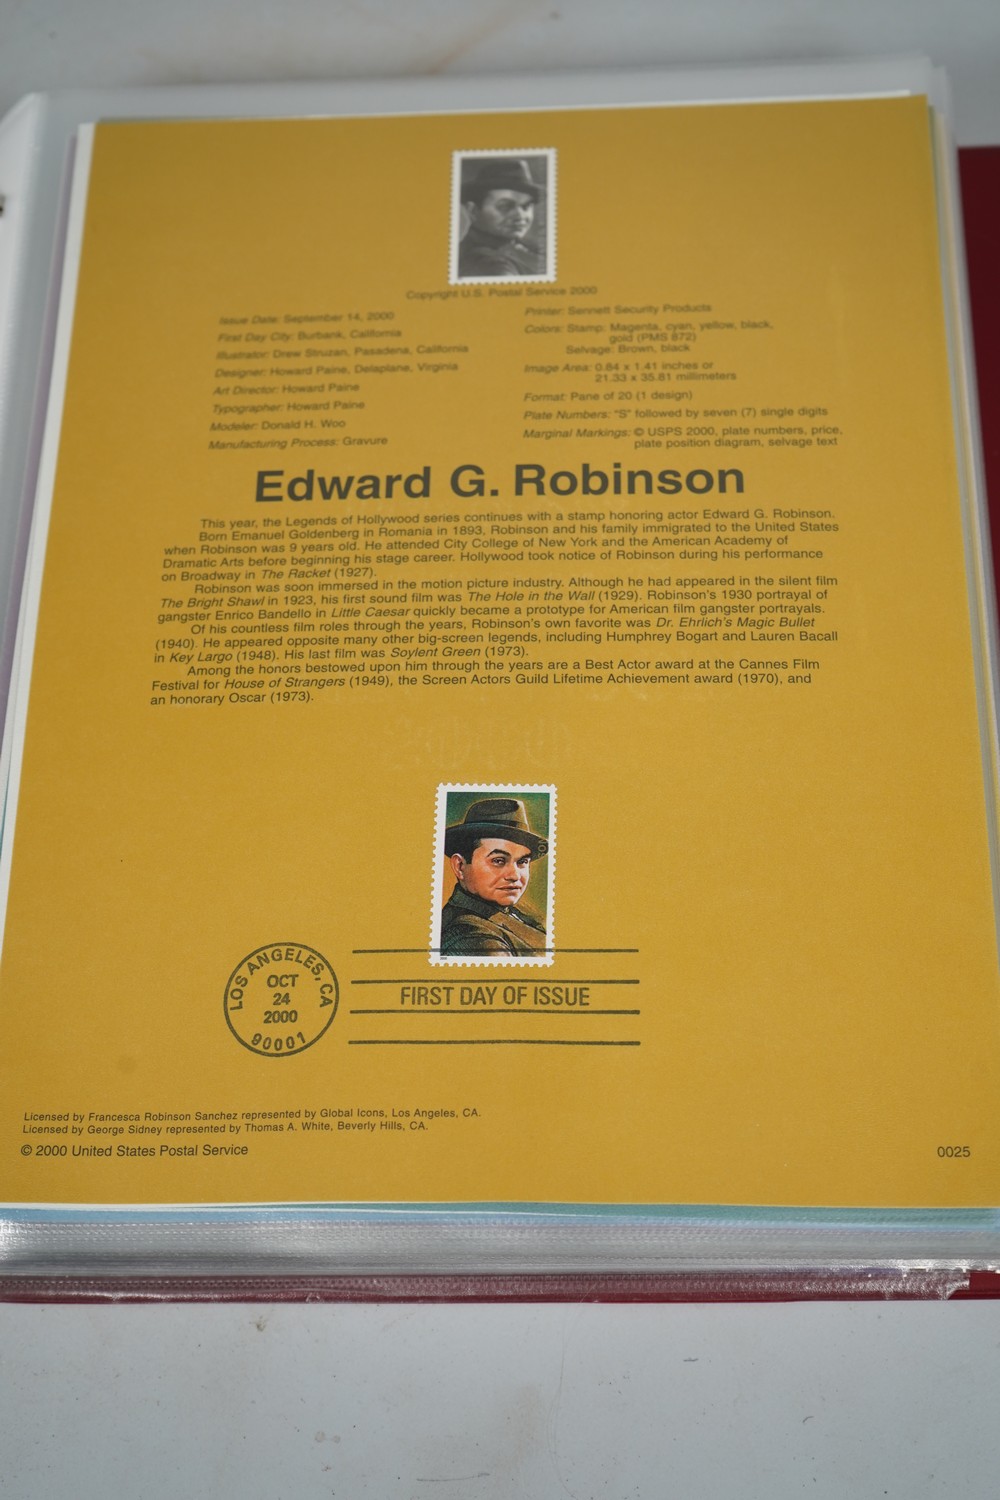 Copyright U.S. Postal Service 2000
Issue Date: September 14, 2000
First Day City: Burbank, California
Illustrator: Drew Struzan, Pasadena, California
Designer: Howard Paine, Delaplane, Virginia
Art Director: Howard Paine
Typographer: Howard Paine
Modeler: Donald H. Woo
Manufacturing Process: Gravure
Printer: Sennett Security Products
Colors: Stamp: Magenta, cyan, yellow, black,
gold (PMS 872)
Selvage: Brown, black
Image Area: 0.84 x 1.41 inches or
21.33 x 35.81 millimeters
Format: Pane of 20 (1 design)
Plate Numbers: "S" followed by seven (7) single digits
Marginal Markings: © USPS 2000, plate numbers, price,
plate position diagram, selvage text
Edward G. Robinson
This year, the Legends of Hollywood series continues with a stamp honoring actor Edward G. Robinson.
Born Emanuel Goldenberg in Romania in 1893, Robinson and his family immigrated to the United States
when Robinson was 9 years old. He attended City College of New York and the American Academy of
Dramatic Arts before beginning his stage career. Hollywood took notice of Robinson during his performance
on Broadway in The Racket (1927).
Robinson was soon immersed in the motion picture industry. Although he had appeared in the silent film
The Bright Shawl in 1923, his first sound film was The Hole in the Wall (1929). Robinson's 1930 portrayal of
gangster Enrico Bandello in Little Caesar quickly became a prototype for American film gangster portrayals.
Of his countless film roles through the years, Robinson's own favorite was Dr. Ehrlich's Magic Bullet
(1940). He appeared opposite many other big-screen legends, including Humphrey Bogart and Lauren Bacall
in Key Largo (1948). His last film was Soylent Green (1973).
Among the honors bestowed upon him through the years are a Best Actor award at the Cannes Film
Festival for House of Strangers (1949), the Screen Actors Guild Lifetime Achievement award (1970), and
an honorary Oscar (1973).
LOS ANGELES, CA
OCT
24
2000
90001
FIRST DAY OF ISSUE
Licensed by Francesca Robinson Sanchez represented by Global Icons, Los Angeles, CA.
Licensed by George Sidney represented by Thomas A. White, Beverly Hills, CA.
© 2000 United States Postal Service
0025